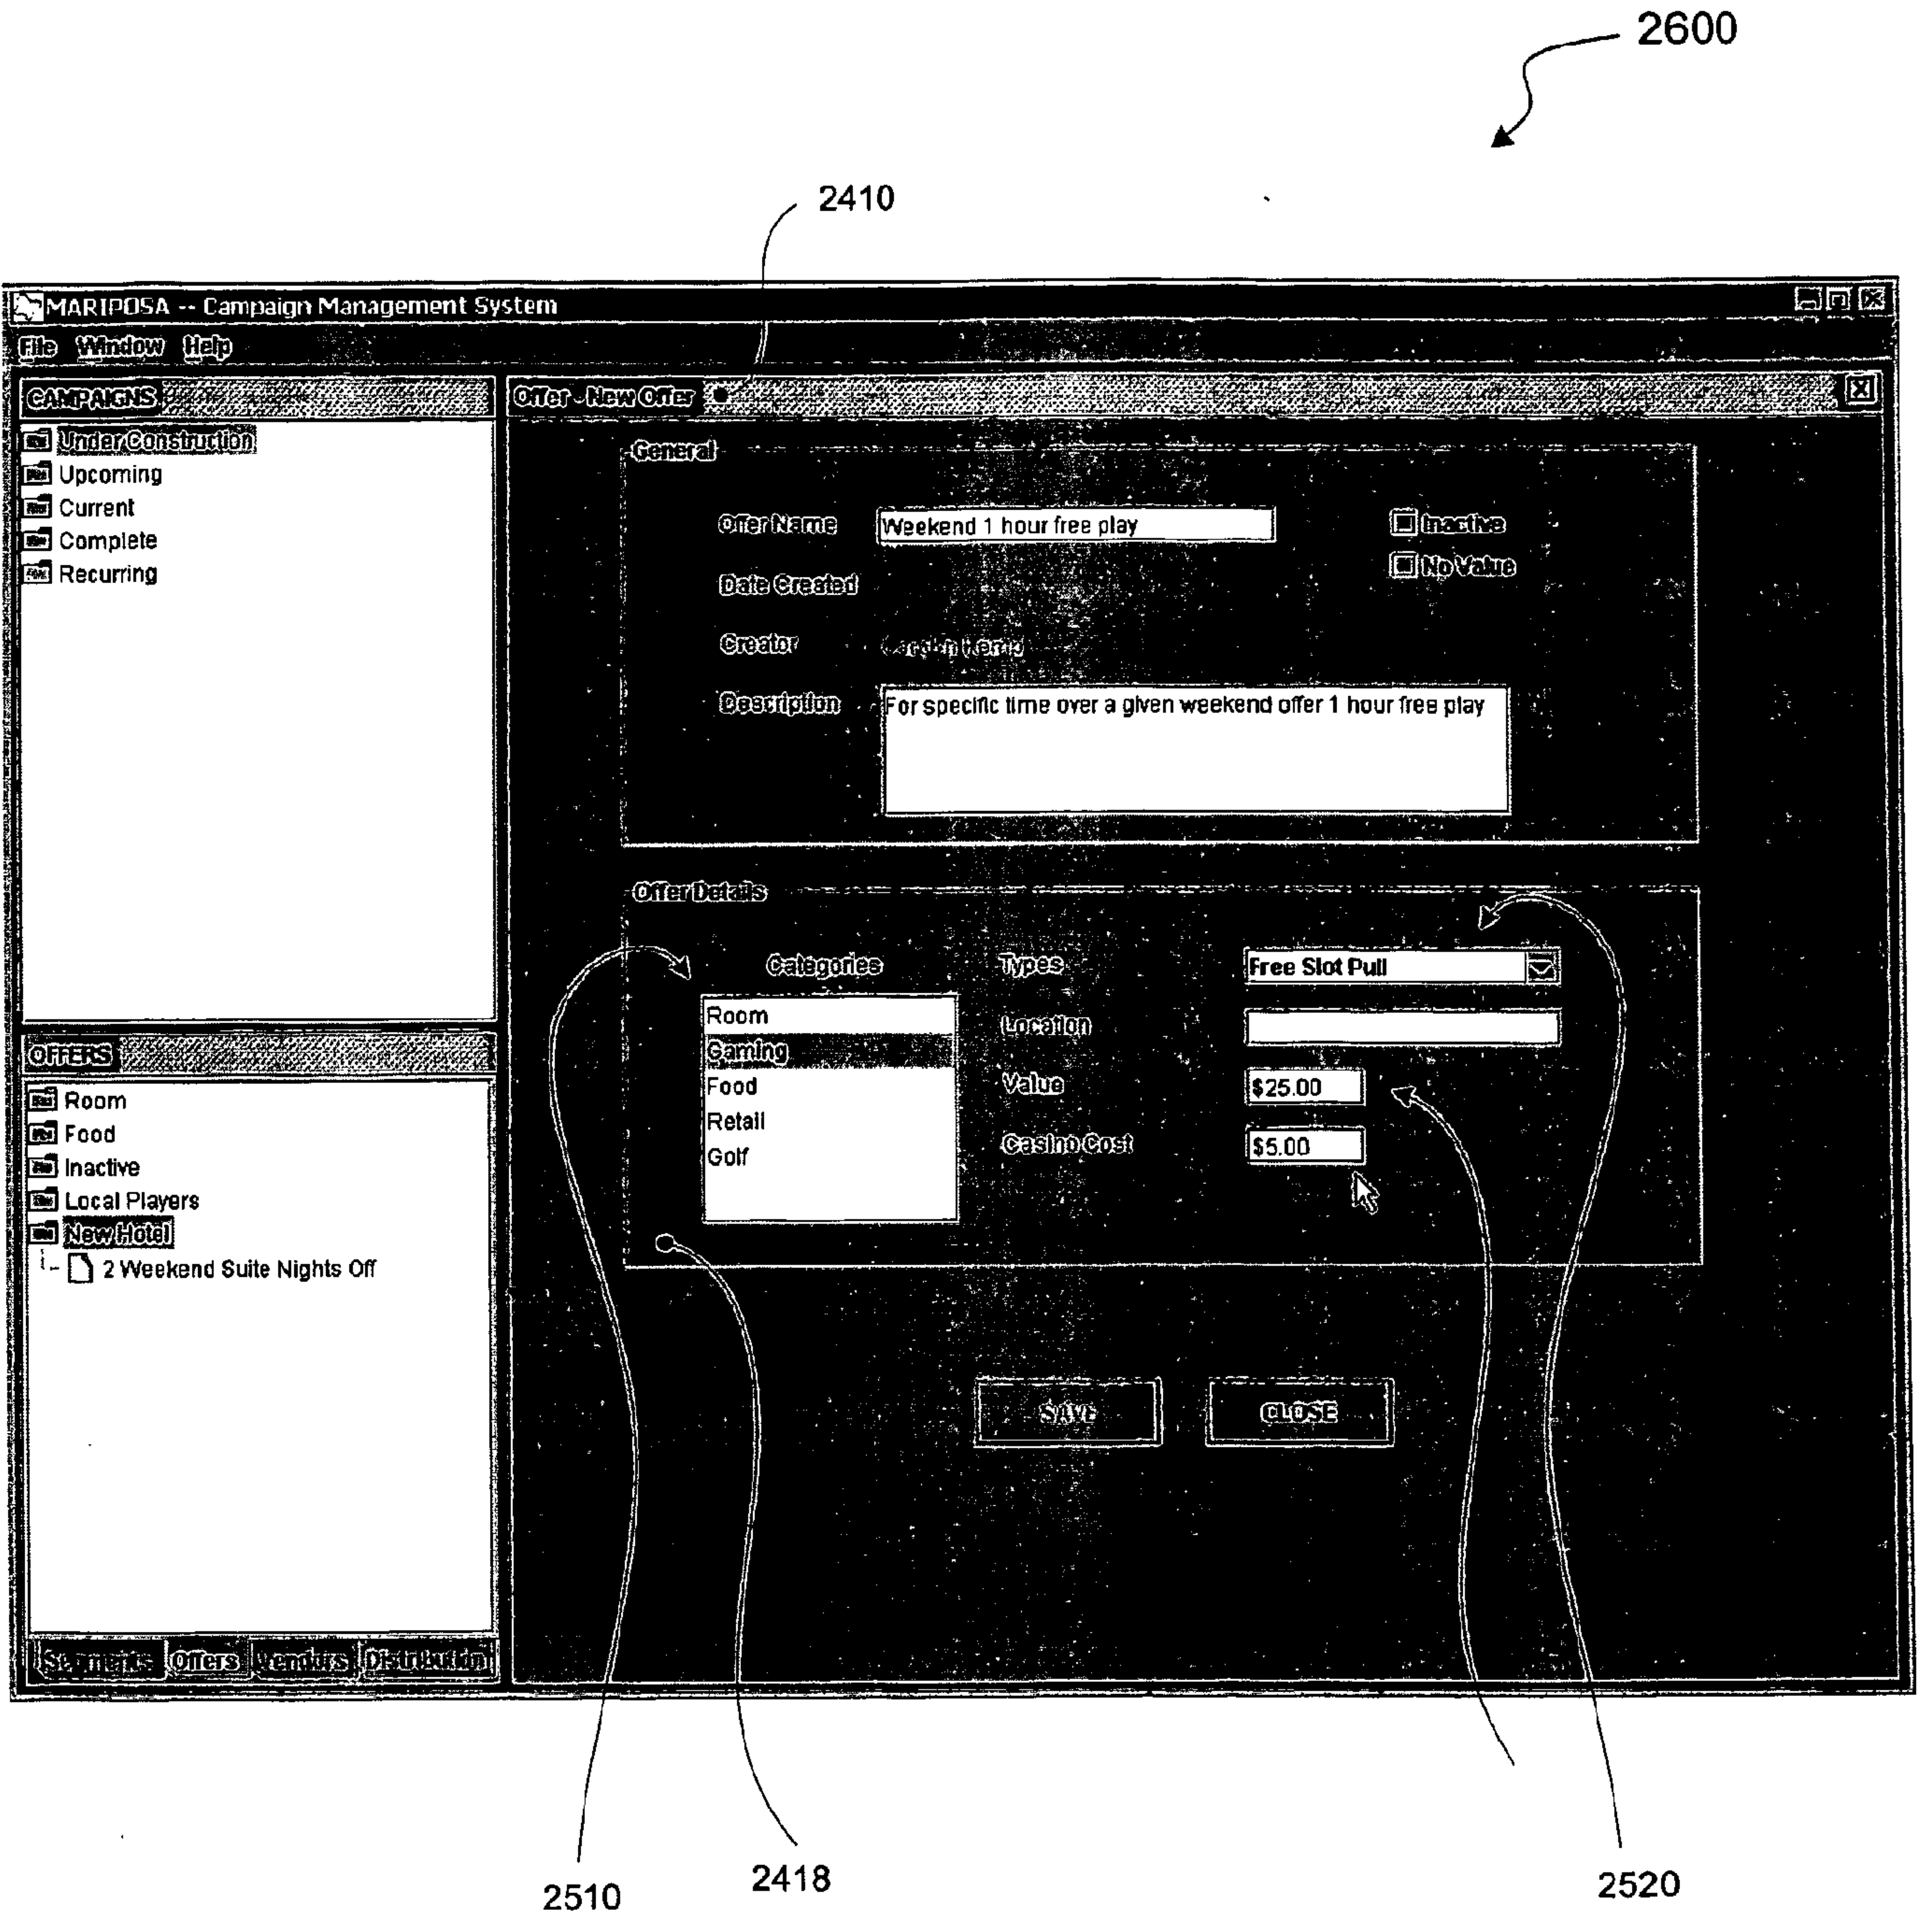 2600
2410
MARIPOSA -- Campaign Management System
File Window Help
CAMPAIGNS
Under Construction
Upcoming
Current
Complete
Recurring
Offer - New Offer
General
Offer Name Weekend 1 hour free play Inactive
No Value
Date Created
Creator
Description For specific time over a given weekend offer 1 hour free play
Offer Details
Categories Types Free Slot Pull
Room
Gaming
Food
Retail
Golf
Location
Value $25.00
Casino Cost $5.00
OFFERS
Room
Food
Inactive
Local Players
New Hotel
2 Weekend Suite Nights Off
SAVE CLOSE
Segments Offers Vendors Distribution
2510
2418
2520